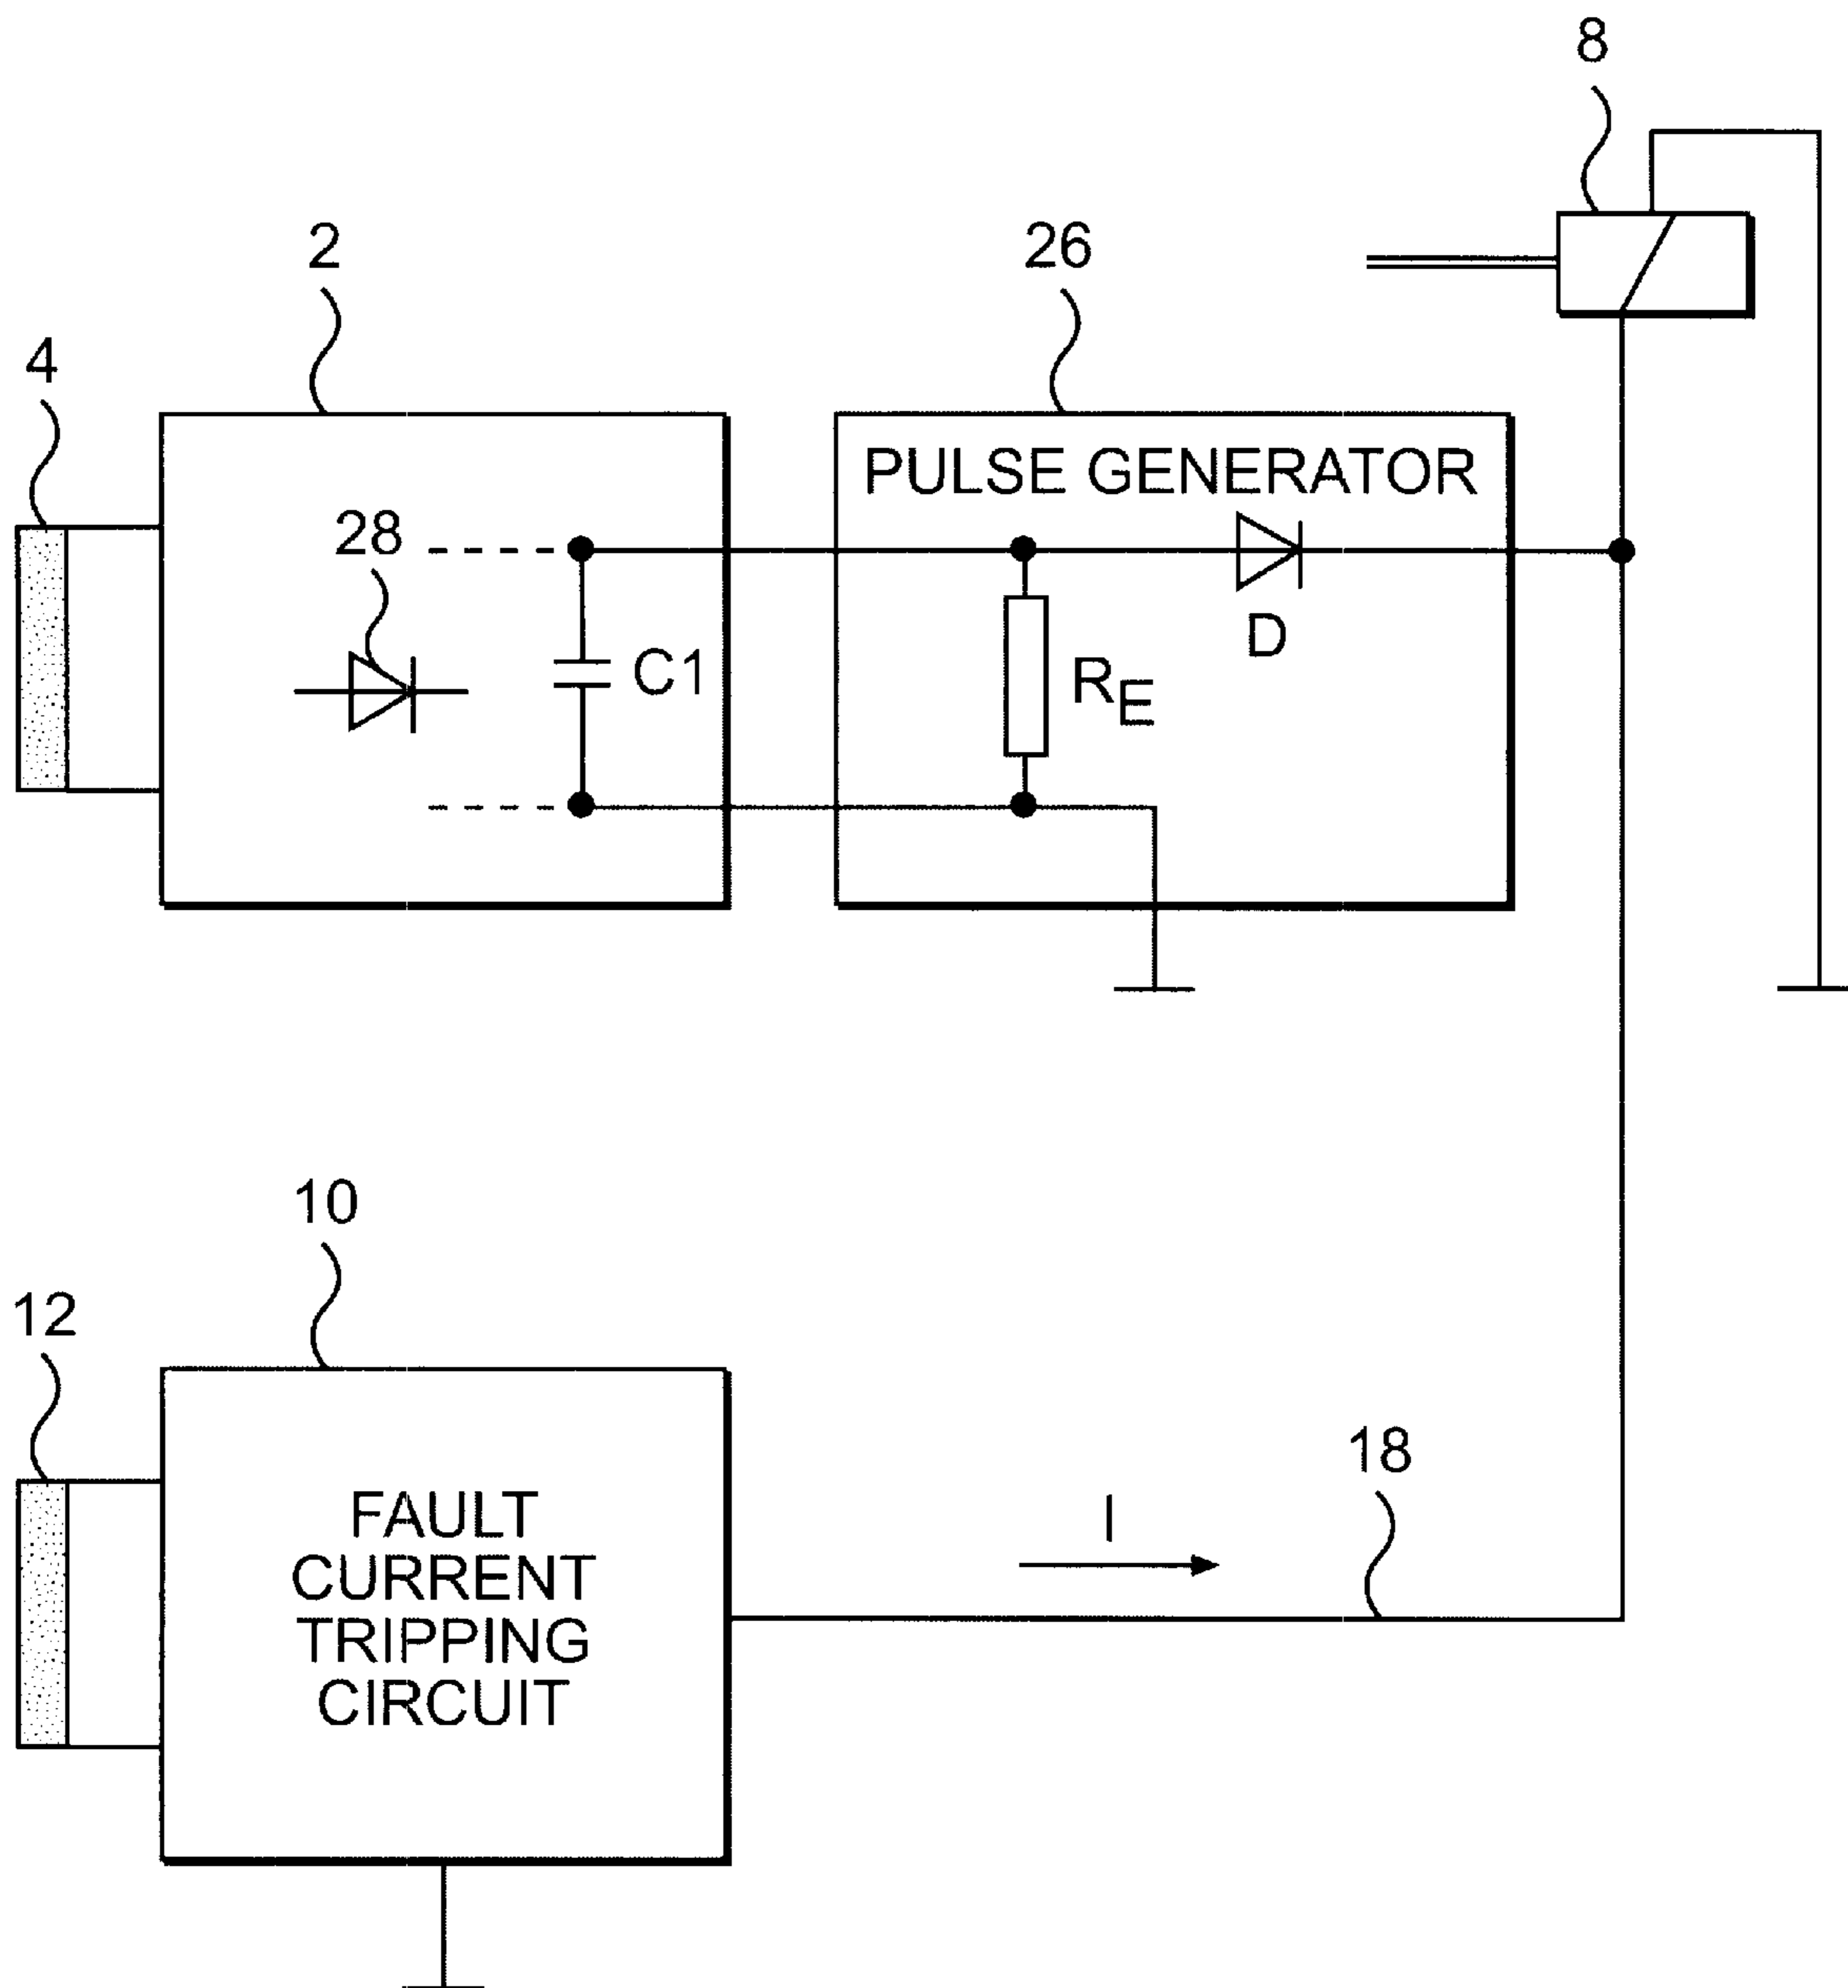 8
2
26
4
PULSE GENERATOR
28
C1
RE
D
10
12
18
I
FAULT
CURRENT
TRIPPING
CIRCUIT